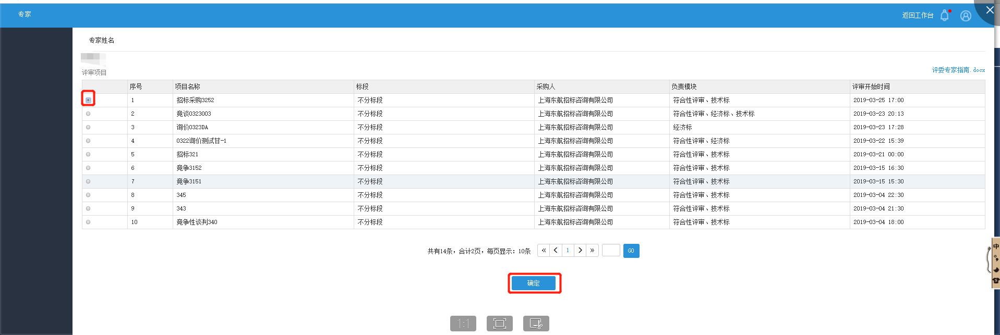 专家
返回工作台
专家姓名
评审项目
评委专家指南.docx
序号 项目名称 标段 采购人 负责模块 评审开始时间
1 招标采购3252 不分标段 上海东航招标咨询有限公司 符合性评审、技术标 2019-03-25 17:00
2 竞谈0323003 不分标段 上海东航招标咨询有限公司 符合性评审、经济标、技术标 2019-03-23 20:13
3 询价0323DA 不分标段 上海东航招标咨询有限公司 经济标 2019-03-23 17:28
4 0322询价测试甘-1 不分标段 上海东航招标咨询有限公司 符合性评审、经济标 2019-03-22 15:39
5 招标321 不分标段 上海东航招标咨询有限公司 符合性评审、技术标 2019-03-21 00:00
6 竞争3152 不分标段 上海东航招标咨询有限公司 符合性评审、技术标 2019-03-15 16:30
7 竞争3151 不分标段 上海东航招标咨询有限公司 符合性评审、技术标 2019-03-15 15:30
8 345 不分标段 上海东航招标咨询有限公司 符合性评审、技术标 2019-03-04 22:30
9 343 不分标段 上海东航招标咨询有限公司 符合性评审、技术标 2019-03-04 21:30
10 竞争性谈判340 不分标段 上海东航招标咨询有限公司 符合性评审、技术标 2019-03-04 18:00
共有14条，合计2页，每页显示：10条 « < 1 > » GO
中
确定
1:1